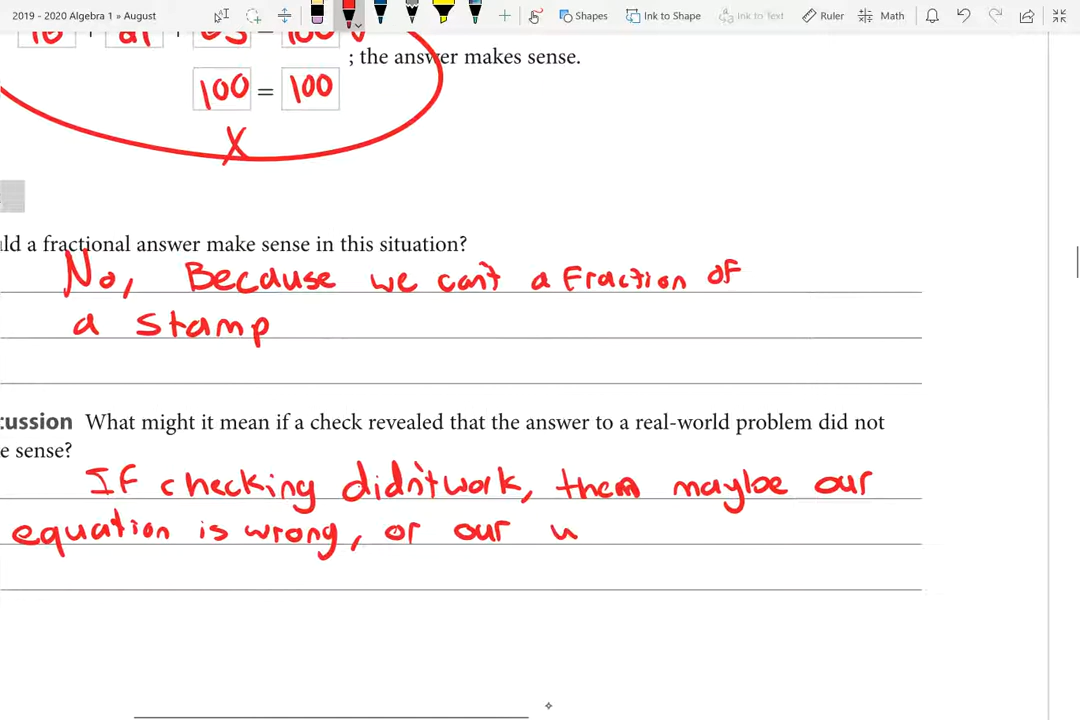 2019 - 2020 Algebra 1 » August
Shapes Ink to Shape Ink to Text Ruler Math
100
; the answer makes sense.
100 = 100
X
ld a fractional answer make sense in this situation?
No, Because we can't a Fraction of
a stamp
cussion What might it mean if a check revealed that the answer to a real-world problem did not
e sense?
If checking didn't work, then maybe our
equation is wrong, or our